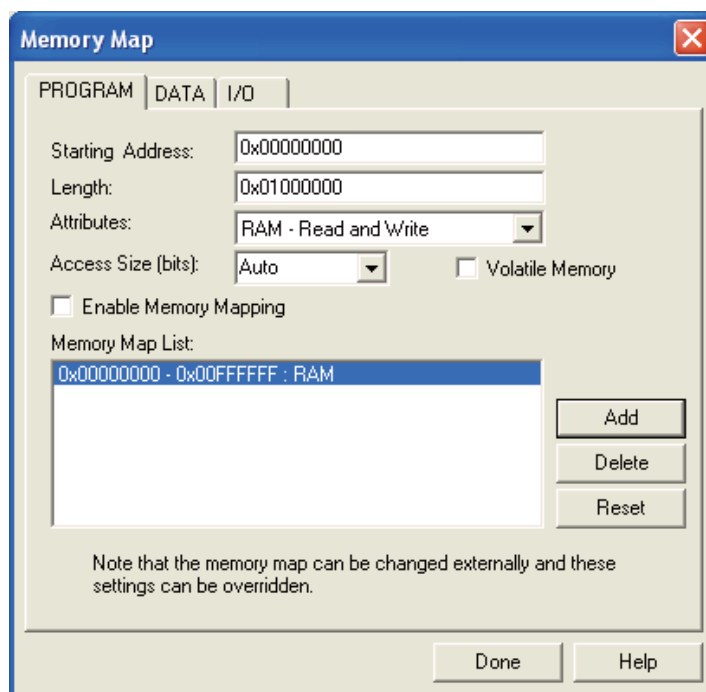 Memory Map
PROGRAM DATA I/O
Starting Address: 0x00000000
Length: 0x01000000
Attributes: RAM - Read and Write
Access Size (bits): Auto Volatile Memory
Enable Memory Mapping
Memory Map List:
0x00000000 - 0x00FFFFFF : RAM
Add
Delete
Reset
Note that the memory map can be changed externally and these
settings can be overridden.
Done Help